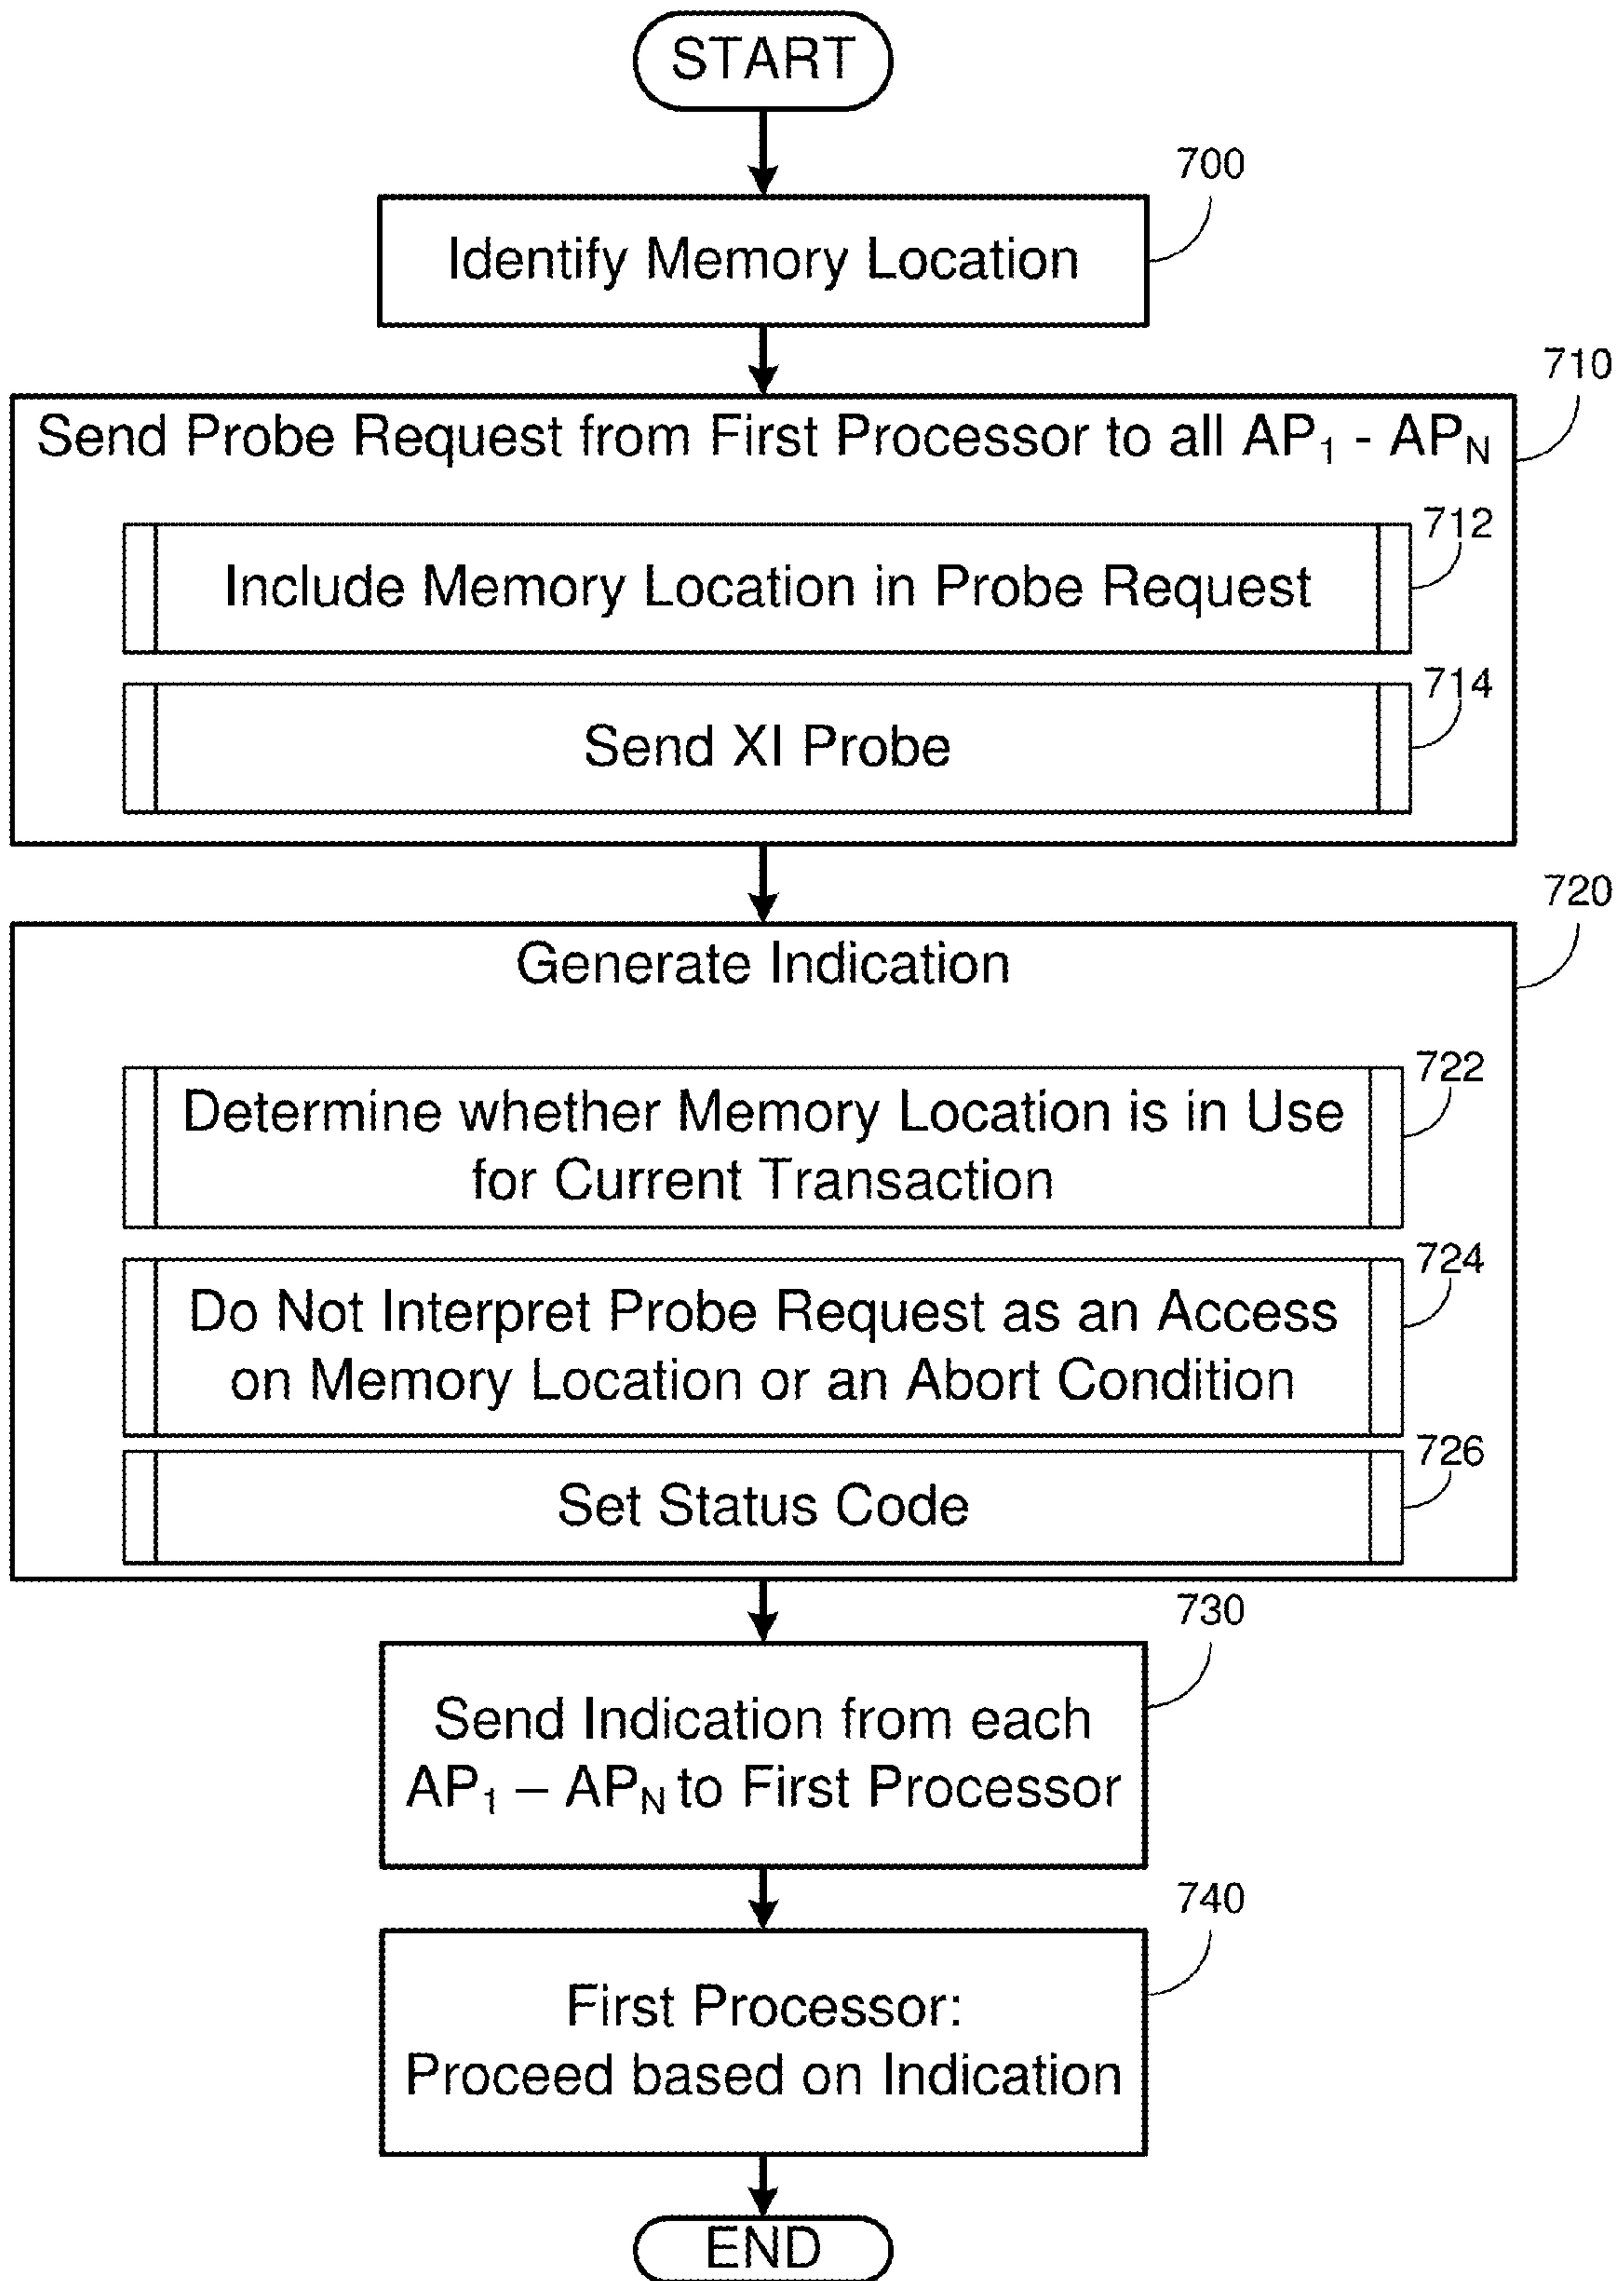 START
700
Identify Memory Location
710
Send Probe Request from First Processor to all AP₁ - APN
712
Include Memory Location in Probe Request
714
Send XI Probe
720
Generate Indication
722
Determine whether Memory Location is in Use
for Current Transaction
724
Do Not Interpret Probe Request as an Access
on Memory Location or an Abort Condition
726
Set Status Code
730
Send Indication from each
AP₁ – APN to First Processor
740
First Processor:
Proceed based on Indication
END